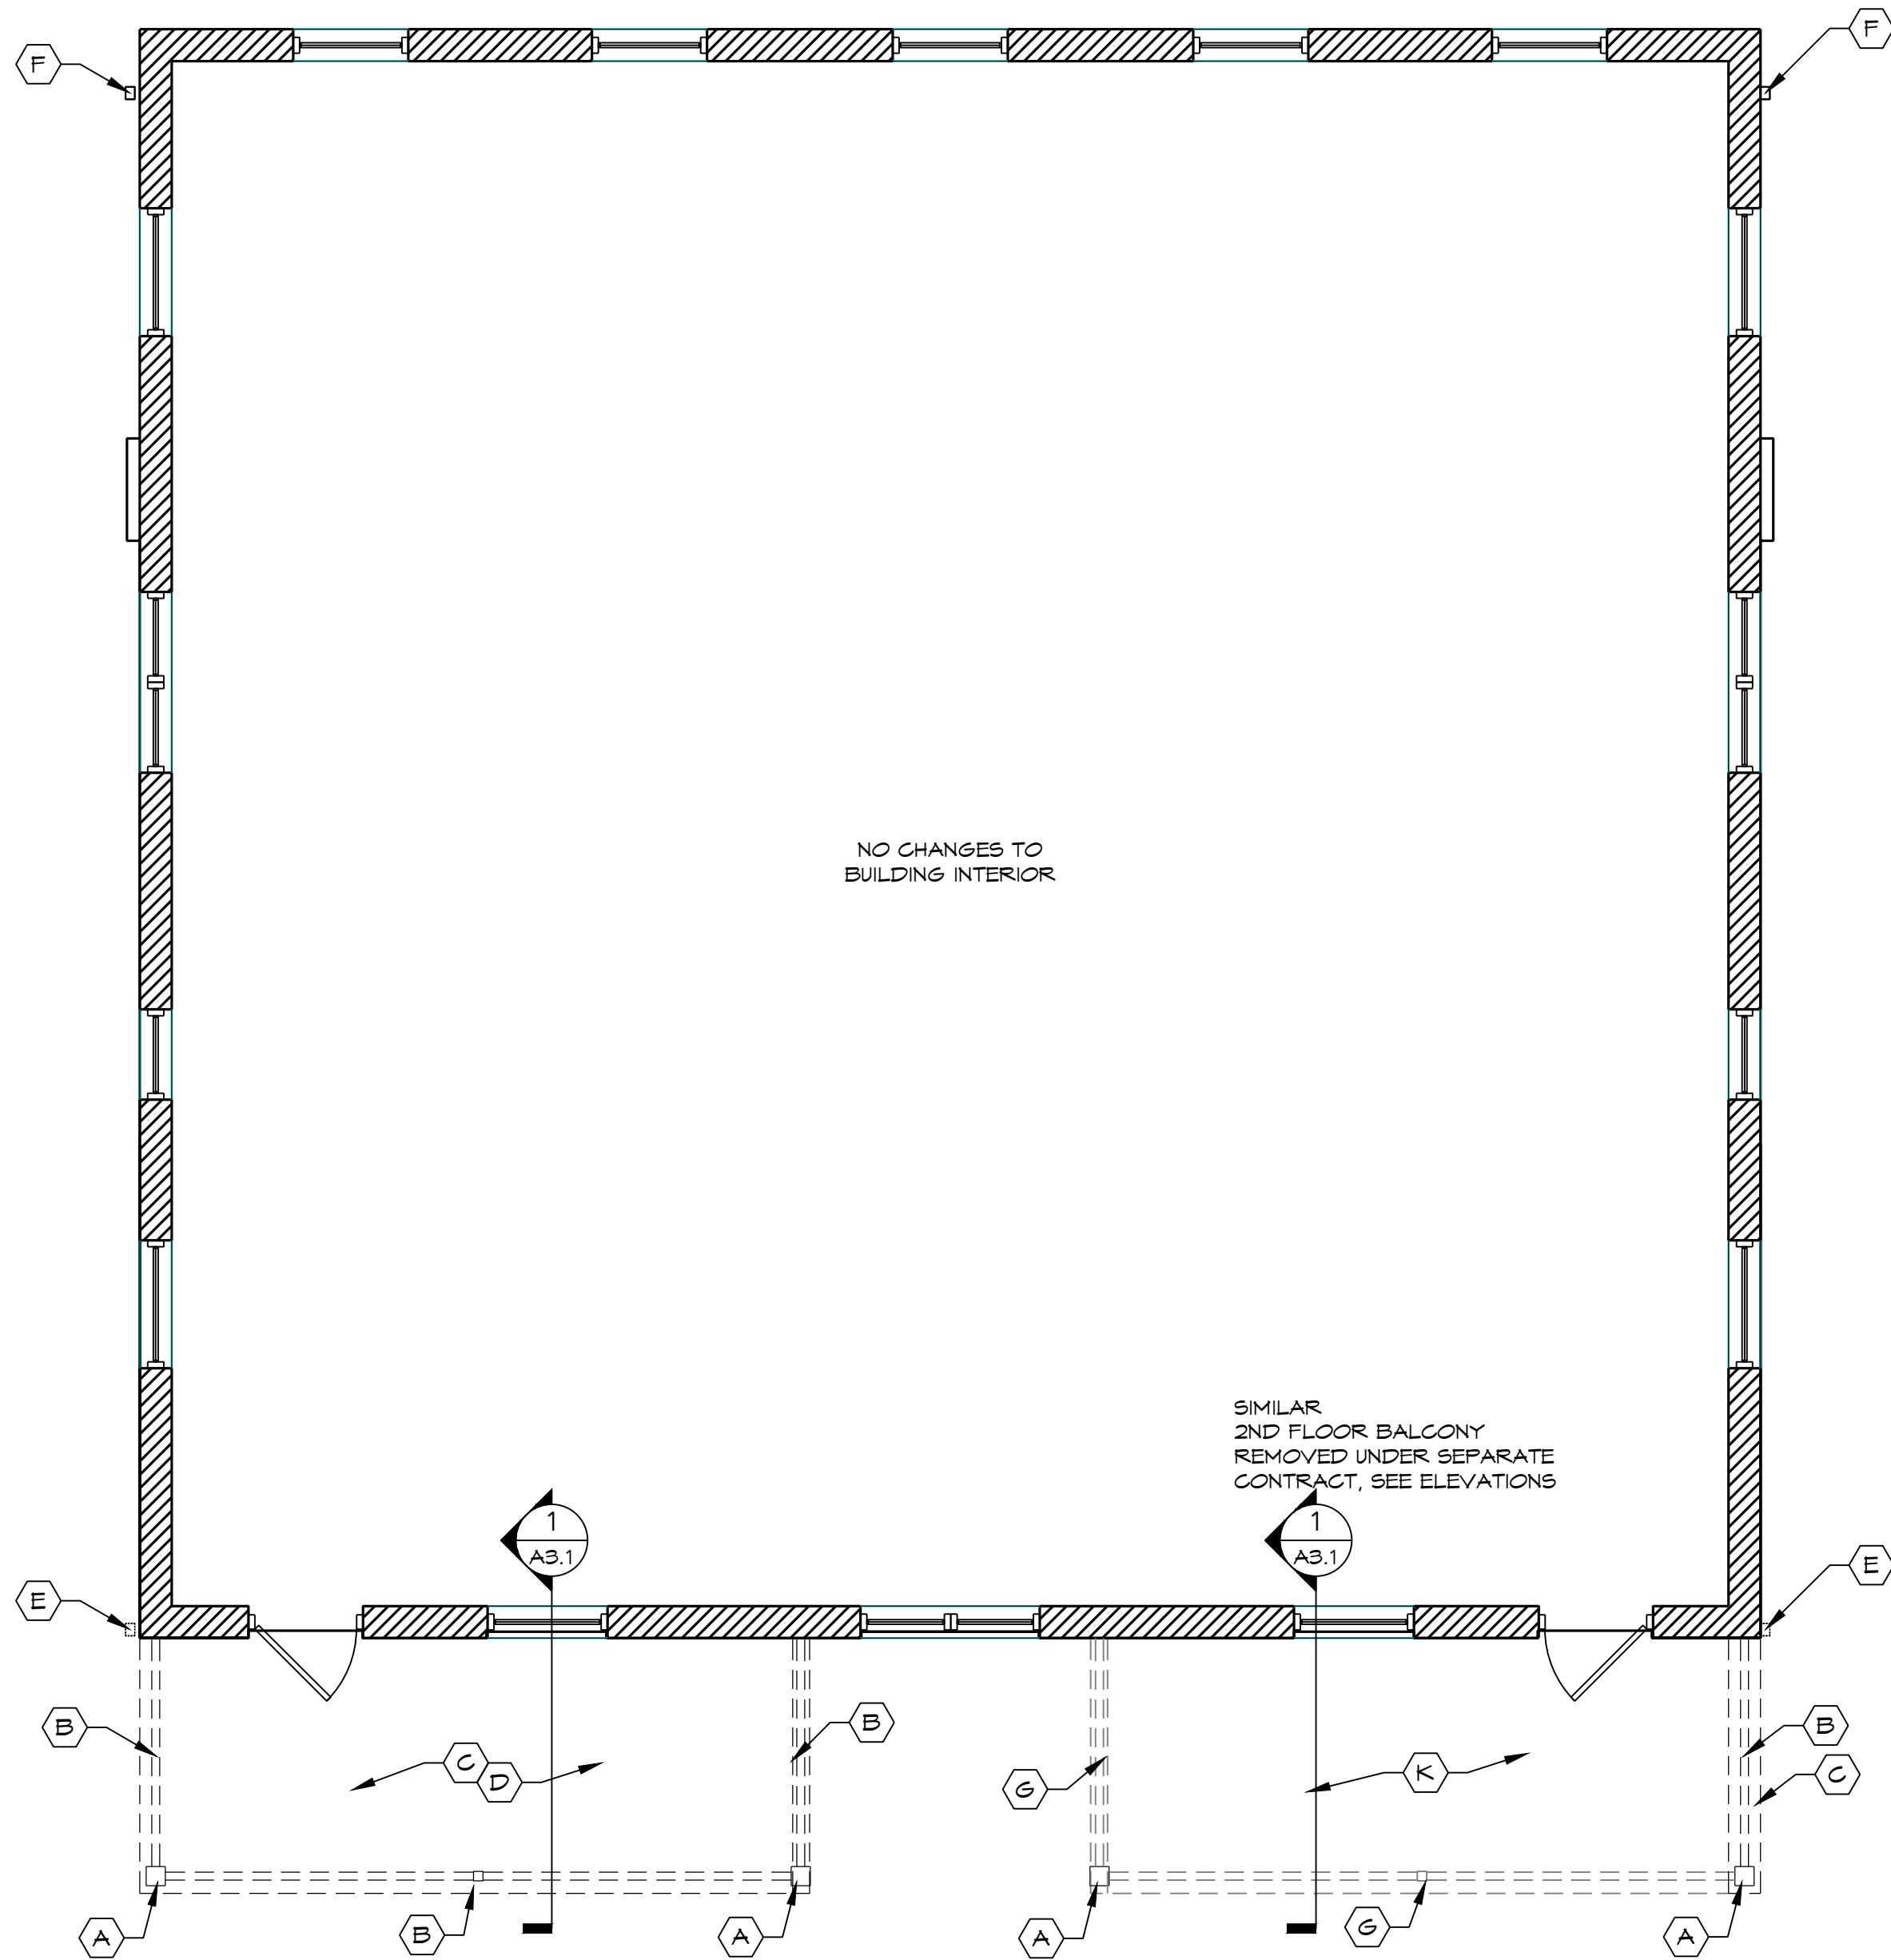 F
F
NO CHANGES TO
BUILDING INTERIOR
SIMILAR
2ND FLOOR BALCONY
REMOVED UNDER SEPARATE
CONTRACT, SEE ELEVATIONS
1
A3.1
1
A3.1
E
E
B
C
D
B
G
K
B
C
A
B
A
A
G
A